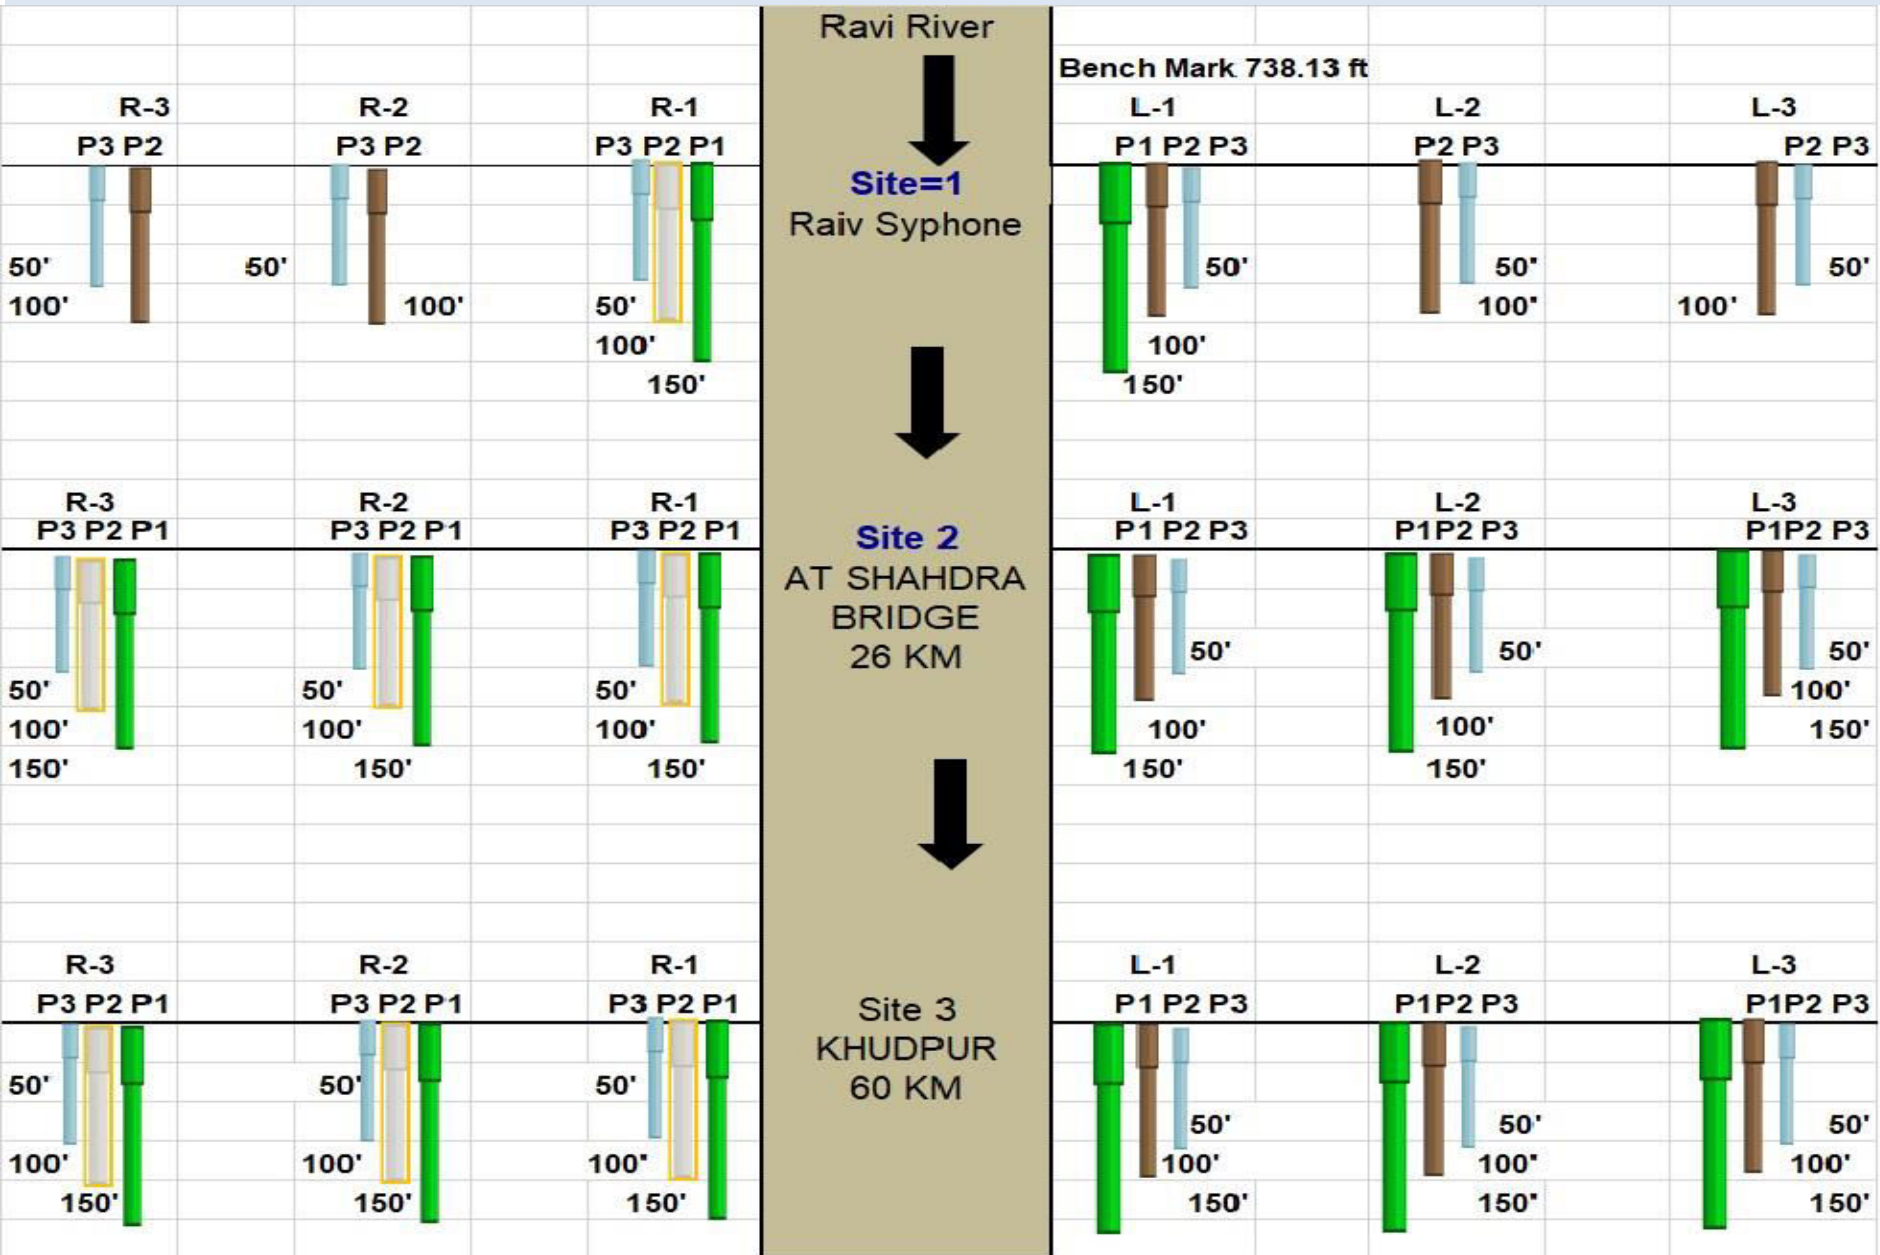 Ravi River
Bench Mark 738.13 ft
R-3 R-2 R-1 L-1 L-2 L-3
P3 P2 P3 P2 P3 P2 P1 P1 P2 P3 P2 P3 P2 P3
Site=1
Raiv Syphone
50' 50' 50' 50' 50'
100' 100' 50' 100' 100'
100' 100'
150' 150'
R-3 R-2 R-1 L-1 L-2 L-3
P3 P2 P1 P3 P2 P1 P3 P2 P1 P1 P2 P3 P1P2 P3 P1P2 P3
Site 2
AT SHAHDRA
BRIDGE
26 KM
50' 50' 50'
50' 50' 50' 100'
100' 100' 100' 100' 100' 150'
150' 150' 150' 150' 150'
R-3 R-2 R-1 L-1 L-2 L-3
P3 P2 P1 P3 P2 P1 P3 P2 P1 P1 P2 P3 P1P2 P3 P1P2 P3
Site 3
KHUDPUR
60 KM
50' 50' 50'
50' 50' 50'
100' 100' 100' 100' 100' 100'
150' 150' 150' 150' 150' 150'